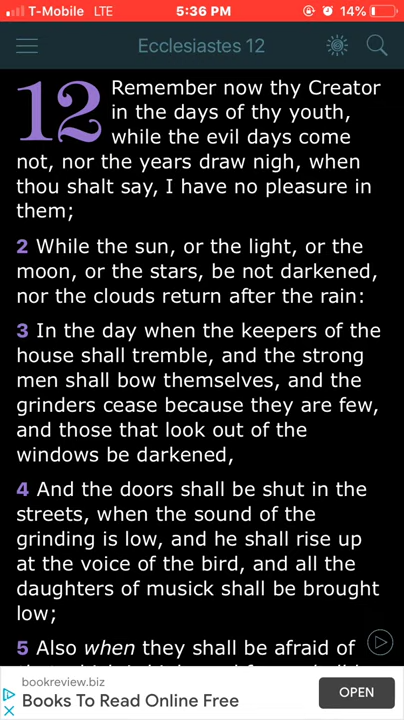 T-Mobile LTE 5:36 PM 14%
Ecclesiastes 12
12 Remember now thy Creator
in the days of thy youth,
while the evil days come
not, nor the years draw nigh, when
thou shalt say, I have no pleasure in
them;
2 While the sun, or the light, or the
moon, or the stars, be not darkened,
nor the clouds return after the rain:
3 In the day when the keepers of the
house shall tremble, and the strong
men shall bow themselves, and the
grinders cease because they are few,
and those that look out of the
windows be darkened,
4 And the doors shall be shut in the
streets, when the sound of the
grinding is low, and he shall rise up
at the voice of the bird, and all the
daughters of musick shall be brought
low;
5 Also when they shall be afraid of
bookreview.biz
Books To Read Online Free
OPEN